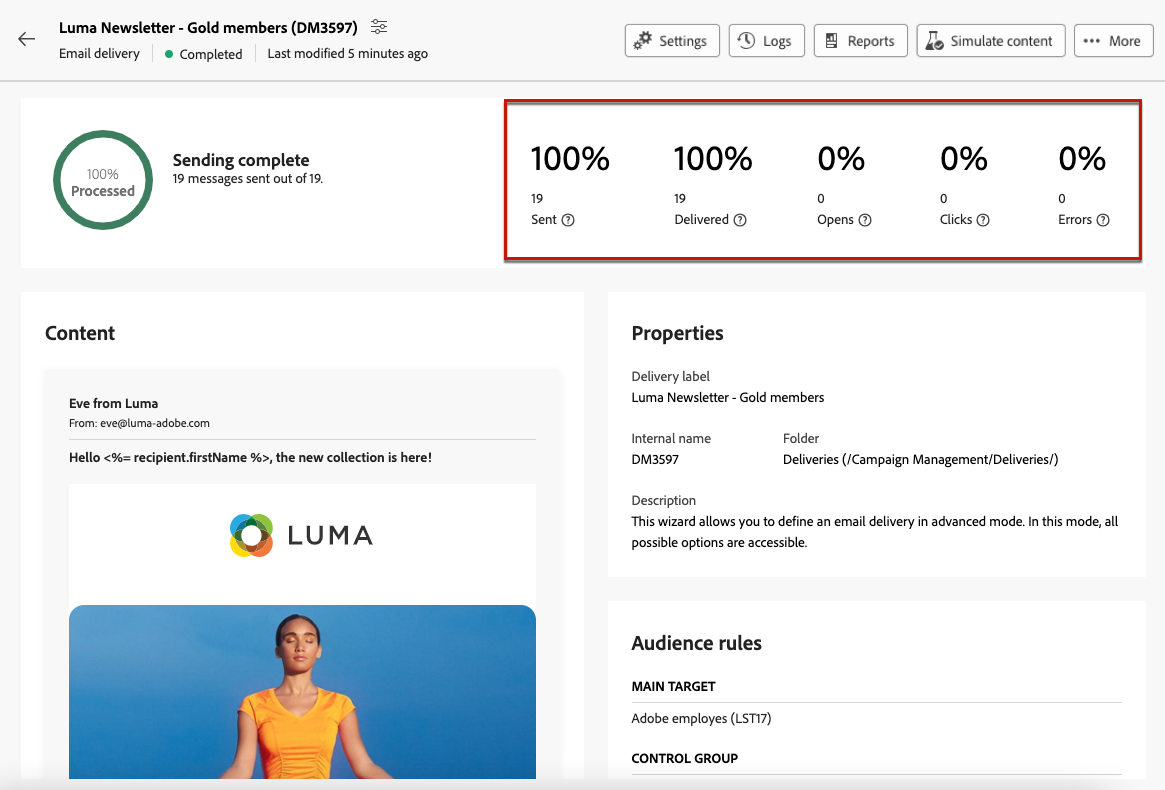 Luma Newsletter - Gold members (DM3597)
Email delivery
Completed
Last modified 5 minutes ago
Settings
Logs
Reports
Simulate content
More
100%
Processed
Sending complete
19 messages sent out of 19.
100%
19
Sent
100%
19
Delivered
0%
0
Opens
0%
0
Clicks
0%
0
Errors
Content
Eve from Luma
From: eve@luma-adobe.com
Hello <%= recipient.firstName %>, the new collection is here!
LUMA
Properties
Delivery label
Luma Newsletter - Gold members
Internal name
DM3597
Folder
Deliveries (/Campaign Management/Deliveries/)
Description
This wizard allows you to define an email delivery in advanced mode. In this mode, all
possible options are accessible.
Audience rules
MAIN TARGET
Adobe employes (LST17)
CONTROL GROUP